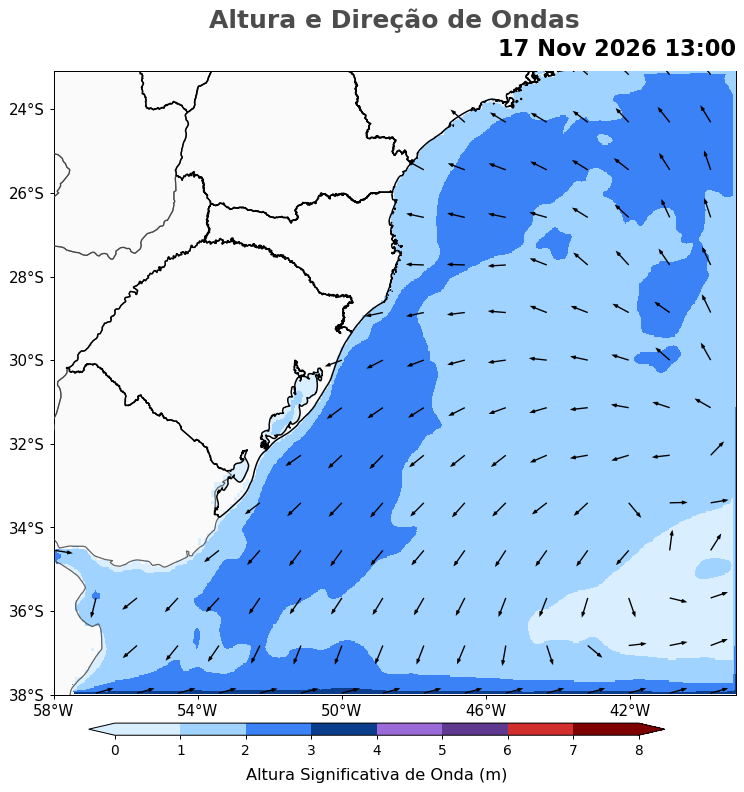 Altura e Direção de Ondas
17 Nov 2026 13:00
24°S
26°S
28°S
30°S
32°S
34°S
36°S
38°S
58°W 54°W 50°W 46°W 42°W
0 1 2 3 4 5 6 7 8
Altura Significativa de Onda (m)